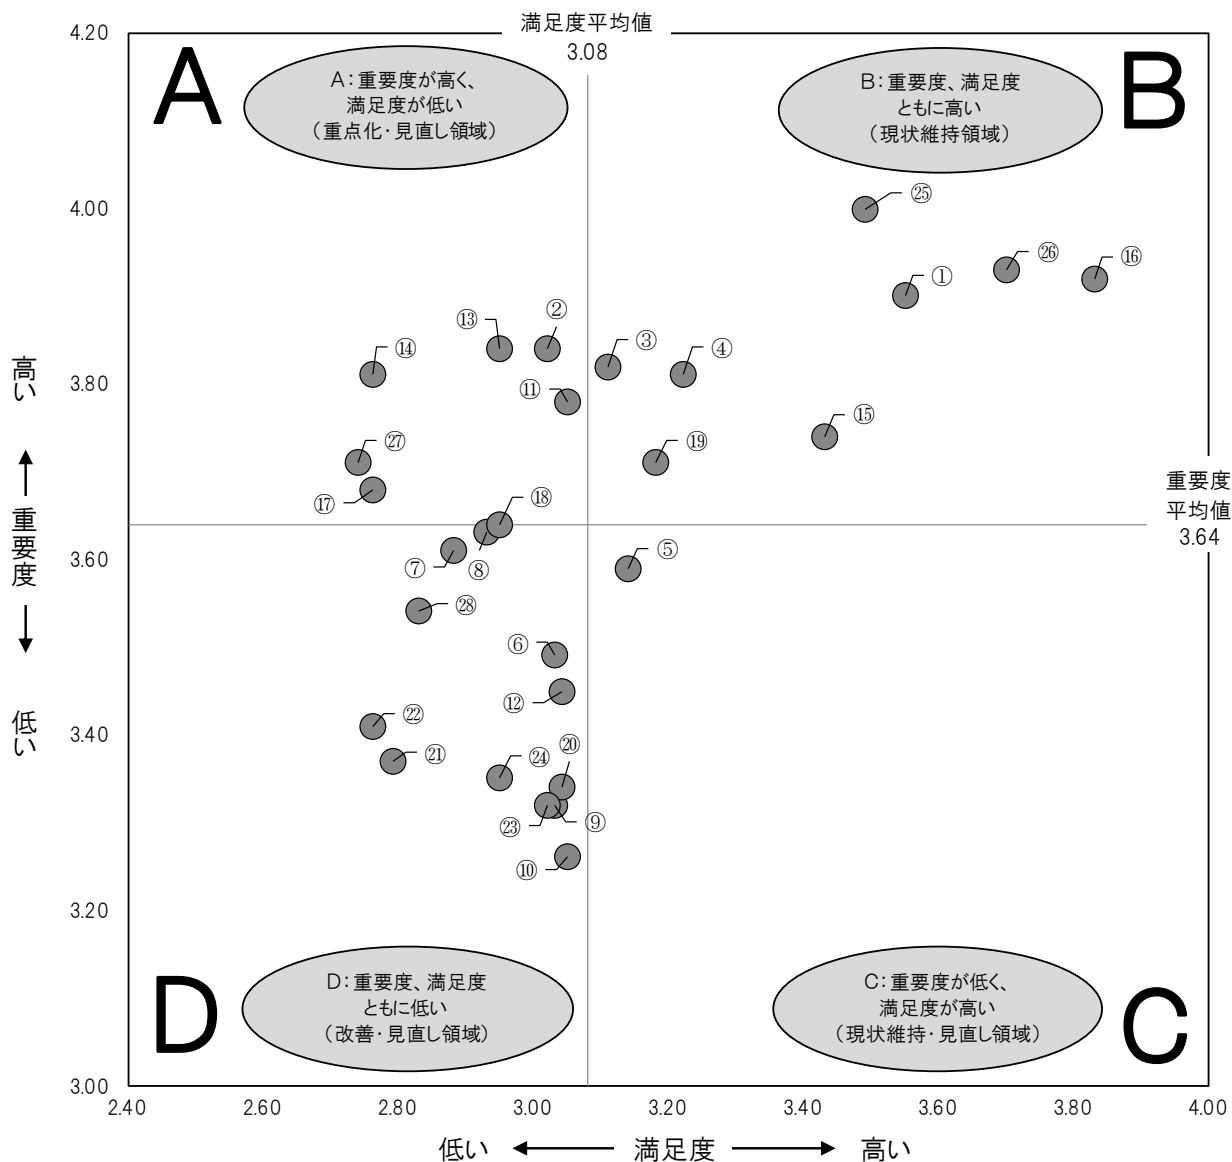 満足度平均値
3.08
4.20
A
A：重要度が高く、
満足度が低い
（重点化・見直し領域）
B：重要度、満足度
ともに高い
（現状維持領域）
B
4.00
㉕
㉖
⑯
①
⑬
②
③
④
⑭
3.80
⑪
⑮
㉗
⑲
⑰
⑱
高い
重要度
低い
重要度
平均値
3.64
3.60
⑦
⑧
⑤
㉘
⑥
⑫
3.40
㉒
㉑
㉔
⑳
㉓
⑨
⑩
3.20
D
D：重要度、満足度
ともに低い
（改善・見直し領域）
C：重要度が低く、
満足度が高い
（現状維持・見直し領域）
C
3.00
2.40
2.60
2.80
3.00
3.20
3.40
3.60
3.80
4.00
低い
満足度
高い